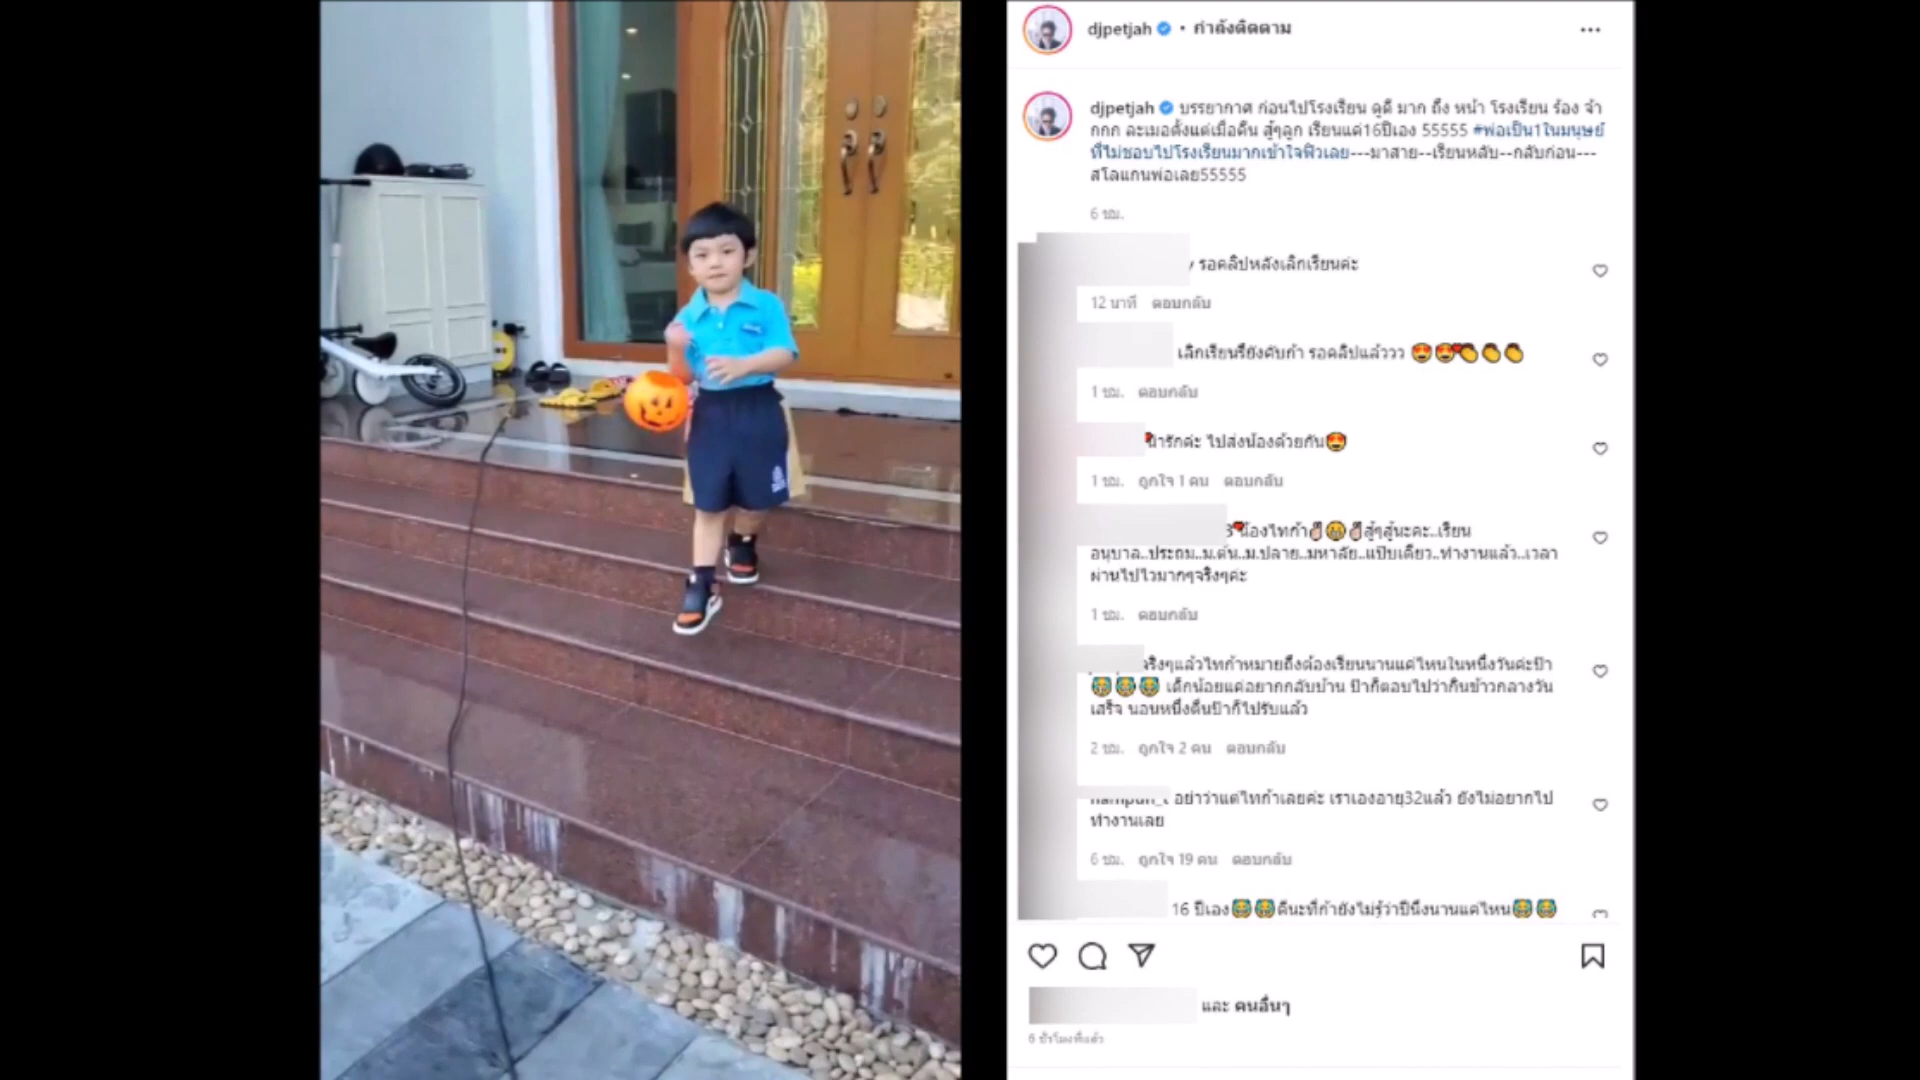 djpetjah • กำลังติดตาม
djpetjah บรรยากาศ ก่อนไปโรงเรียน ดูดี มาก ถึง หน้า โรงเรียน ร้อง จ้า
กกก ละเมอตั้งแต่เมื่อคืน สู้ๆลูก เรียนแค่16ปีเอง 55555 #พ่อเป็น1ในมนุษย์
ที่ไม่ชอบไปโรงเรียนมากเข้าใจฟิวเลย---มาสาย--เรียนหลับ--กลับก่อน---
สโลแกนพ่อเลย55555
6 ชม.
รอคลิปหลังเลิกเรียนค่ะ
12 นาที ตอบกลับ
เลิกเรียนรึยังคับก้า รอคลิปแล้ววว 😍😍👏👏👏
1 ชม. ตอบกลับ
น่ารักค่ะ ไปส่งน้องด้วยกัน😍
1 ชม. ถูกใจ 1 คน ตอบกลับ
น้องไทก้า✌😂✌สู้ๆสู้นะคะ..เรียน
อนุบาล..ประถม..ม.ต้น..ม.ปลาย..มหาลัย..แป๊บเดียว..ทำงานแล้ว..เวลา
ผ่านไปไวมากๆจริงๆค่ะ
1 ชม. ตอบกลับ
จริงๆแล้วไทก้าหมายถึงต้องเรียนนานแค่ไหนในหนึ่งวันค่ะป๊า
😹😹😹 เด็กน้อยแค่อยากกลับบ้าน ป๊าก็ตอบไปว่ากินข้าวกลางวัน
เสร็จ นอนหนึ่งตื่นป๊าก็ไปรับแล้ว
2 ชม. ถูกใจ 2 คน ตอบกลับ
อย่าว่าแต่ไทก้าเลยค่ะ เราเองอายุ32แล้ว ยังไม่อยากไป
ทำงานเลย
6 ชม. ถูกใจ 19 คน ตอบกลับ
16 ปีเอง😹😹ดีนะที่ก้ายังไม่รู้ว่าปีนึงนานแค่ไหน😹😹
และ คนอื่นๆ
6 ชั่วโมงที่แล้ว